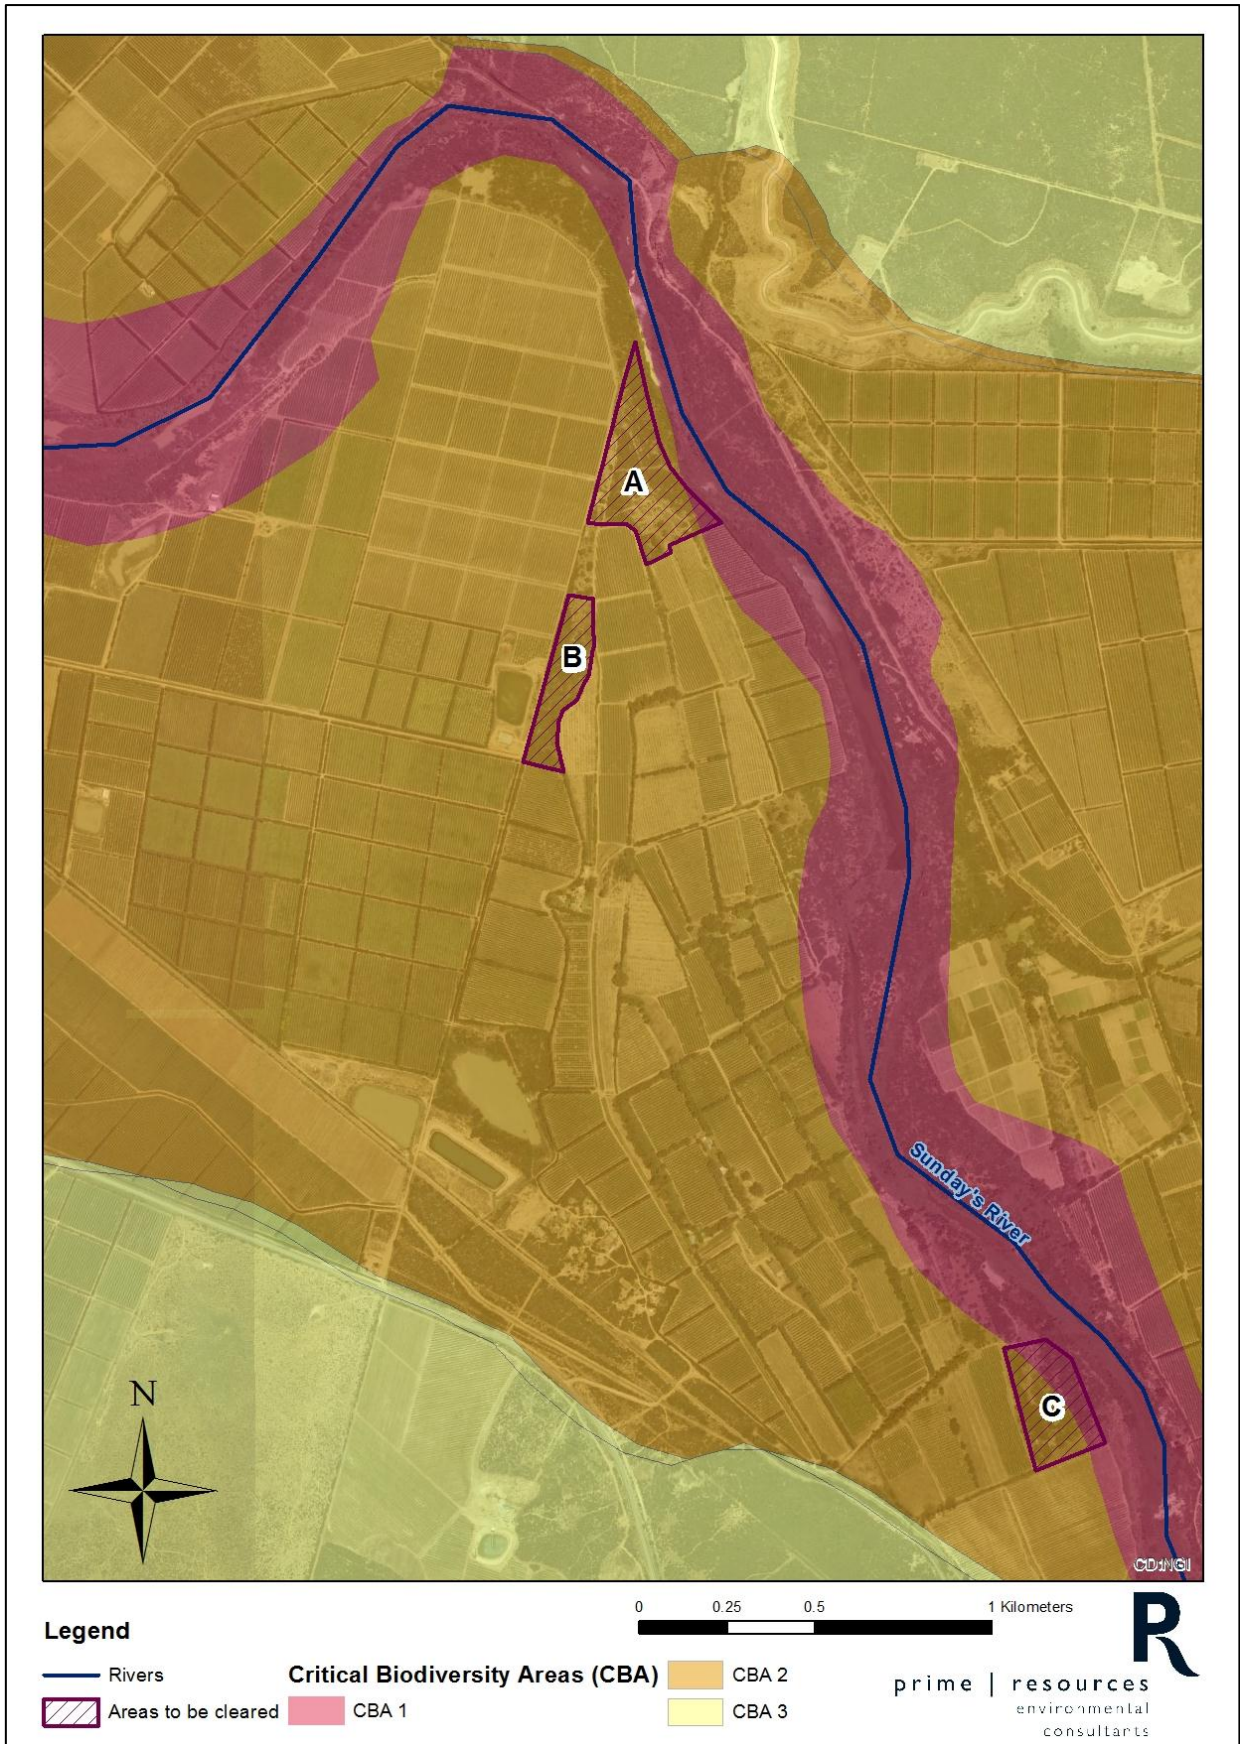 A
B
Sunday's River
C
N
CD:NGI
0 0.25 0.5 1 Kilometers
Legend
Rivers
Areas to be cleared
Critical Biodiversity Areas (CBA)
CBA 1
CBA 2
CBA 3
R
prime | resources
environmental
consultants